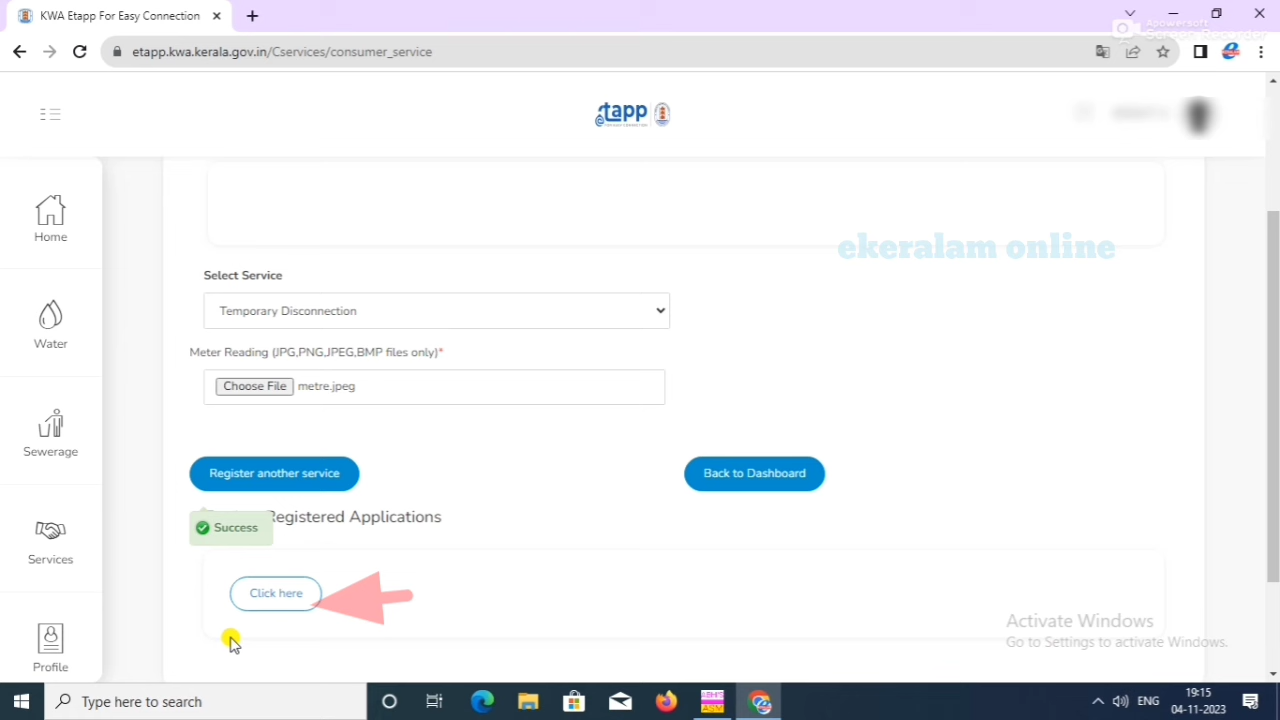 KWA Etapp For Easy Connection
Apowersoft
Screen Recorder
etapp.kwa.kerala.gov.in/Cservices/consumer_service
etapp
Home
ekeralam online
Select Service
Temporary Disconnection
Water
Meter Reading (JPG,PNG,JPEG,BMP files only)*
Choose File metre.jpeg
Sewerage
Register another service
Back to Dashboard
Registered Applications
Success
Services
Click here
Activate Windows
Go to Settings to activate Windows.
Profile
Type here to search
ENG
19:15
04-11-2023